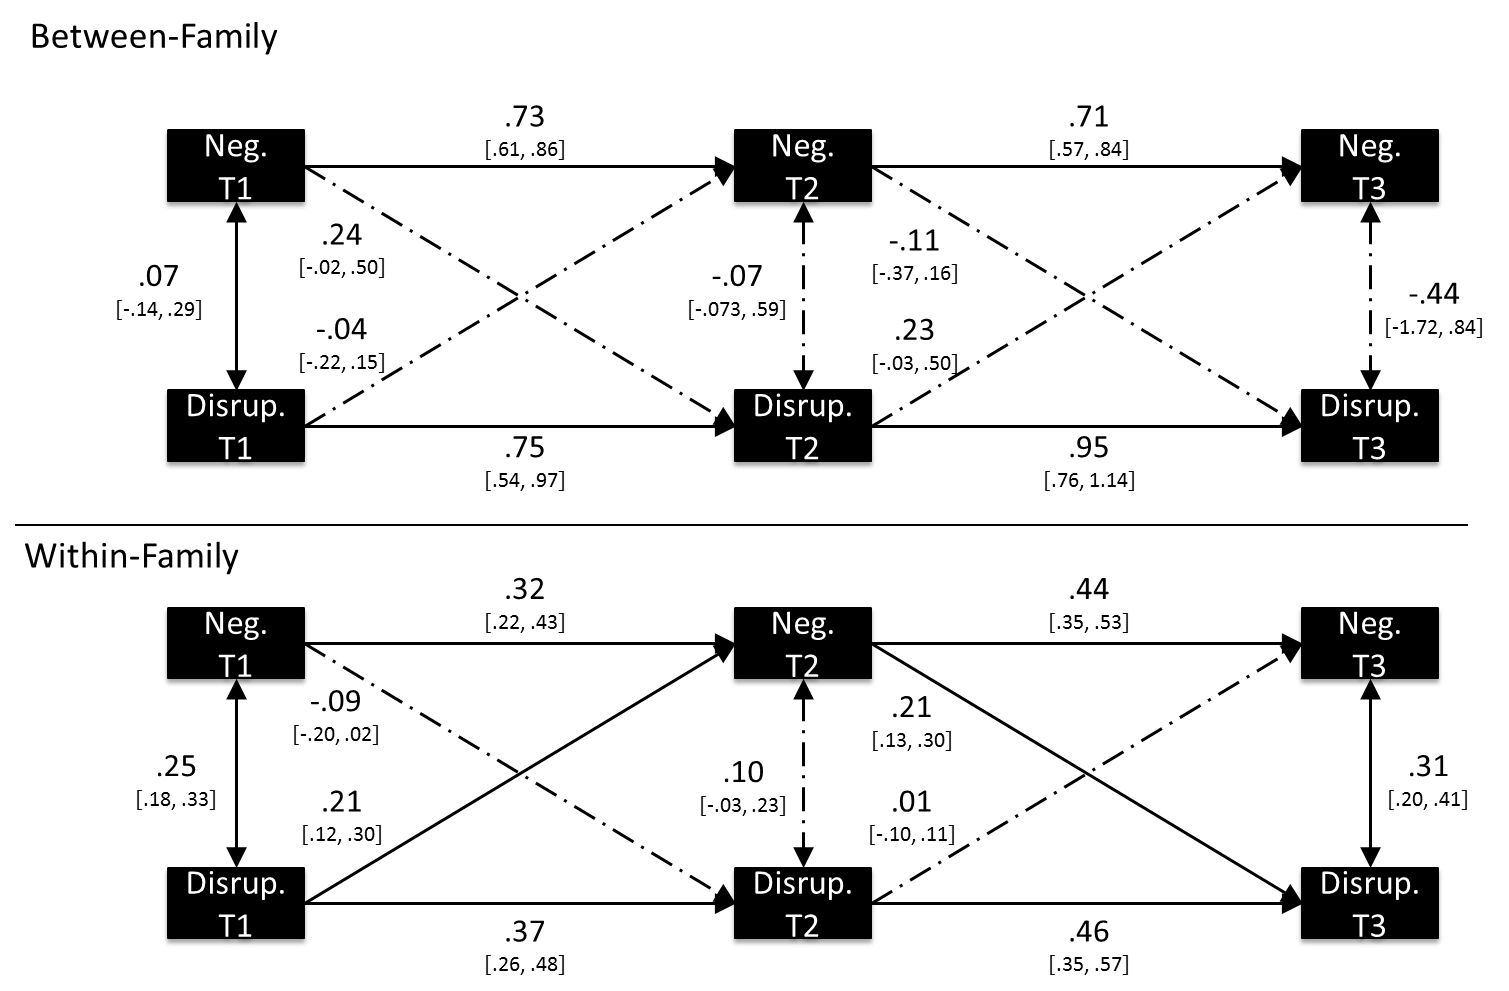 Between-Family
.73
[.61, .86]
.71
[.57, .84]
Neg.
T1
Neg.
T2
Neg.
T3
.24
[-.02, .50]
-.11
[-.37, .16]
.07
[-.14, .29]
-.07
[-.073, .59]
-.44
[-1.72, .84]
-.04
[-.22, .15]
.23
[-.03, .50]
Disrup.
T1
Disrup.
T2
Disrup.
T3
.75
[.54, .97]
.95
[.76, 1.14]
Within-Family
.32
[.22, .43]
.44
[.35, .53]
Neg.
T1
Neg.
T2
Neg.
T3
-.09
[-.20, .02]
.21
[.13, .30]
.25
[.18, .33]
.10
[-.03, .23]
.31
[.20, .41]
.21
[.12, .30]
.01
[-.10, .11]
Disrup.
T1
Disrup.
T2
Disrup.
T3
.37
[.26, .48]
.46
[.35, .57]